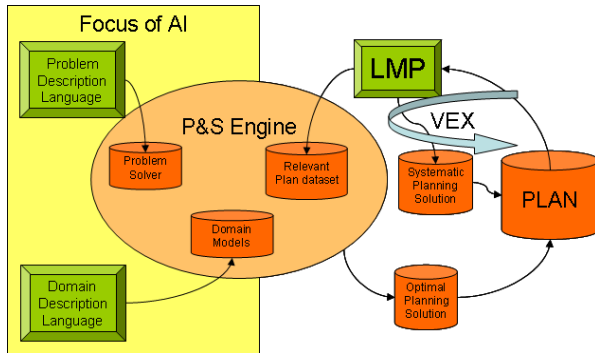 Focus of AI
Problem
Description
Language
LMP
VEX
P&S Engine
Problem
Solver
Relevant
Plan dataset
Systematic
Planning
Solution
PLAN
Domain
Models
Domain
Description
Language
Optimal
Planning
Solution